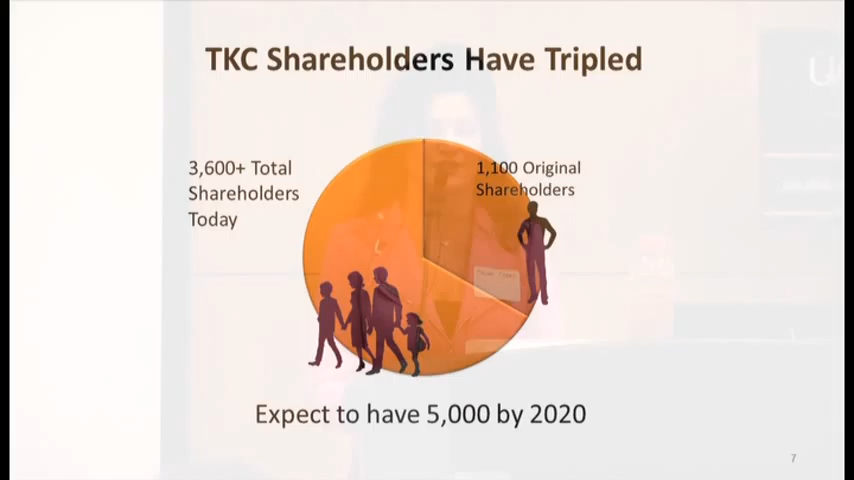 TKC Shareholders Have Tripled
3,600+ Total
Shareholders
Today
1,100 Original
Shareholders
Expect to have 5,000 by 2020
7